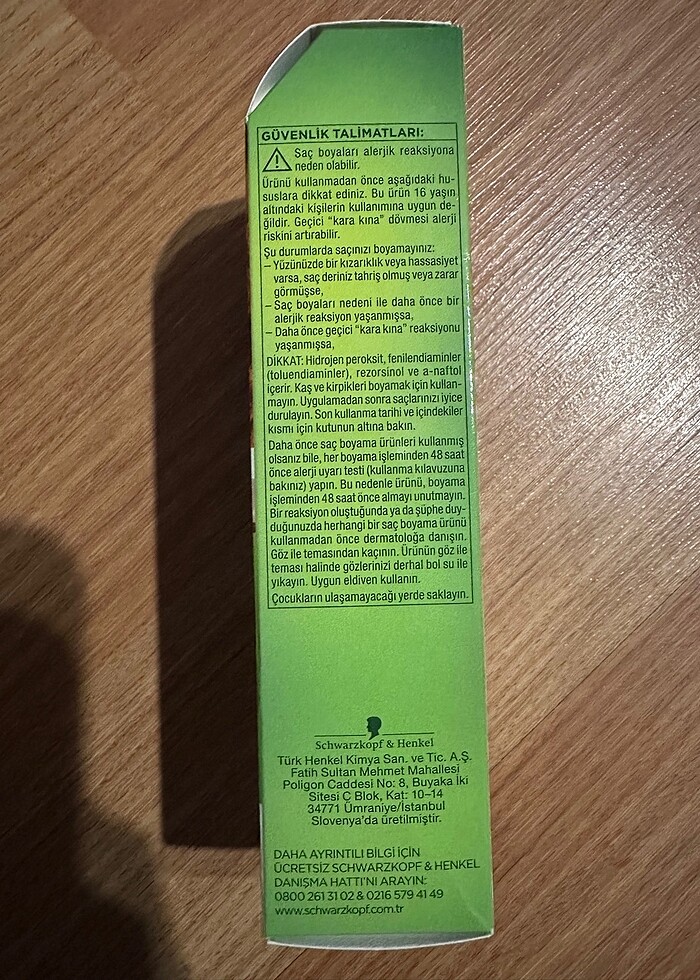 GÜVENLİK TALİMATLARI:
Saç boyaları alerjik reaksiyona
neden olabilir.
Ürünü kullanmadan önce aşağıdaki hu-
suslara dikkat ediniz. Bu ürün 16 yaşın
altındaki kişilerin kullanımına uygun de-
ğildir. Geçici “kara kına” dövmesi alerji
riskini artırabilir.
Şu durumlarda saçınızı boyamayınız:
– Yüzünüzde bir kızarıklık veya hassasiyet
varsa, saç deriniz tahriş olmuş veya zarar
görmüşse,
– Saç boyaları nedeni ile daha önce bir
alerjik reaksiyon yaşanmışsa,
– Daha önce geçici “kara kına” reaksiyonu
yaşanmışsa,
DİKKAT: Hidrojen peroksit, fenilendiaminler
(toluendiaminler), rezorsinol ve a-naftol
içerir. Kaş ve kirpikleri boyamak için kullan-
mayın. Uygulamadan sonra saçlarınızı iyice
durulayın. Son kullanma tarihi ve içindekiler
kısmı için kutunun altına bakın.
Daha önce saç boyama ürünleri kullanmış
olsanız bile, her boyama işleminden 48 saat
önce alerji uyarı testi (kullanma kılavuzuna
bakınız) yapın. Bu nedenle ürünü, boyama
işleminden 48 saat önce almayı unutmayın.
Bir reaksiyon oluştuğunda ya da şüphe duy-
duğunuzda herhangi bir saç boyama ürünü
kullanmadan önce dermatoloğa danışın.
Göz ile temasından kaçının. Ürünün göz ile
teması halinde gözlerinizi derhal bol su ile
yıkayın. Uygun eldiven kullanın.
Çocukların ulaşamayacağı yerde saklayın.
Schwarzkopf & Henkel
Türk Henkel Kimya San. ve Tic. A.Ş.
Fatih Sultan Mehmet Mahallesi
Poligon Caddesi No: 8, Buyaka İki
Sitesi C Blok, Kat: 10–14
34771 Ümraniye/İstanbul
Slovenya’da üretilmiştir.
DAHA AYRINTILI BİLGİ İÇİN
ÜCRETSİZ SCHWARZKOPF & HENKEL
DANIŞMA HATTI’NI ARAYIN:
0800 261 31 02 & 0216 579 41 49
www.schwarzkopf.com.tr